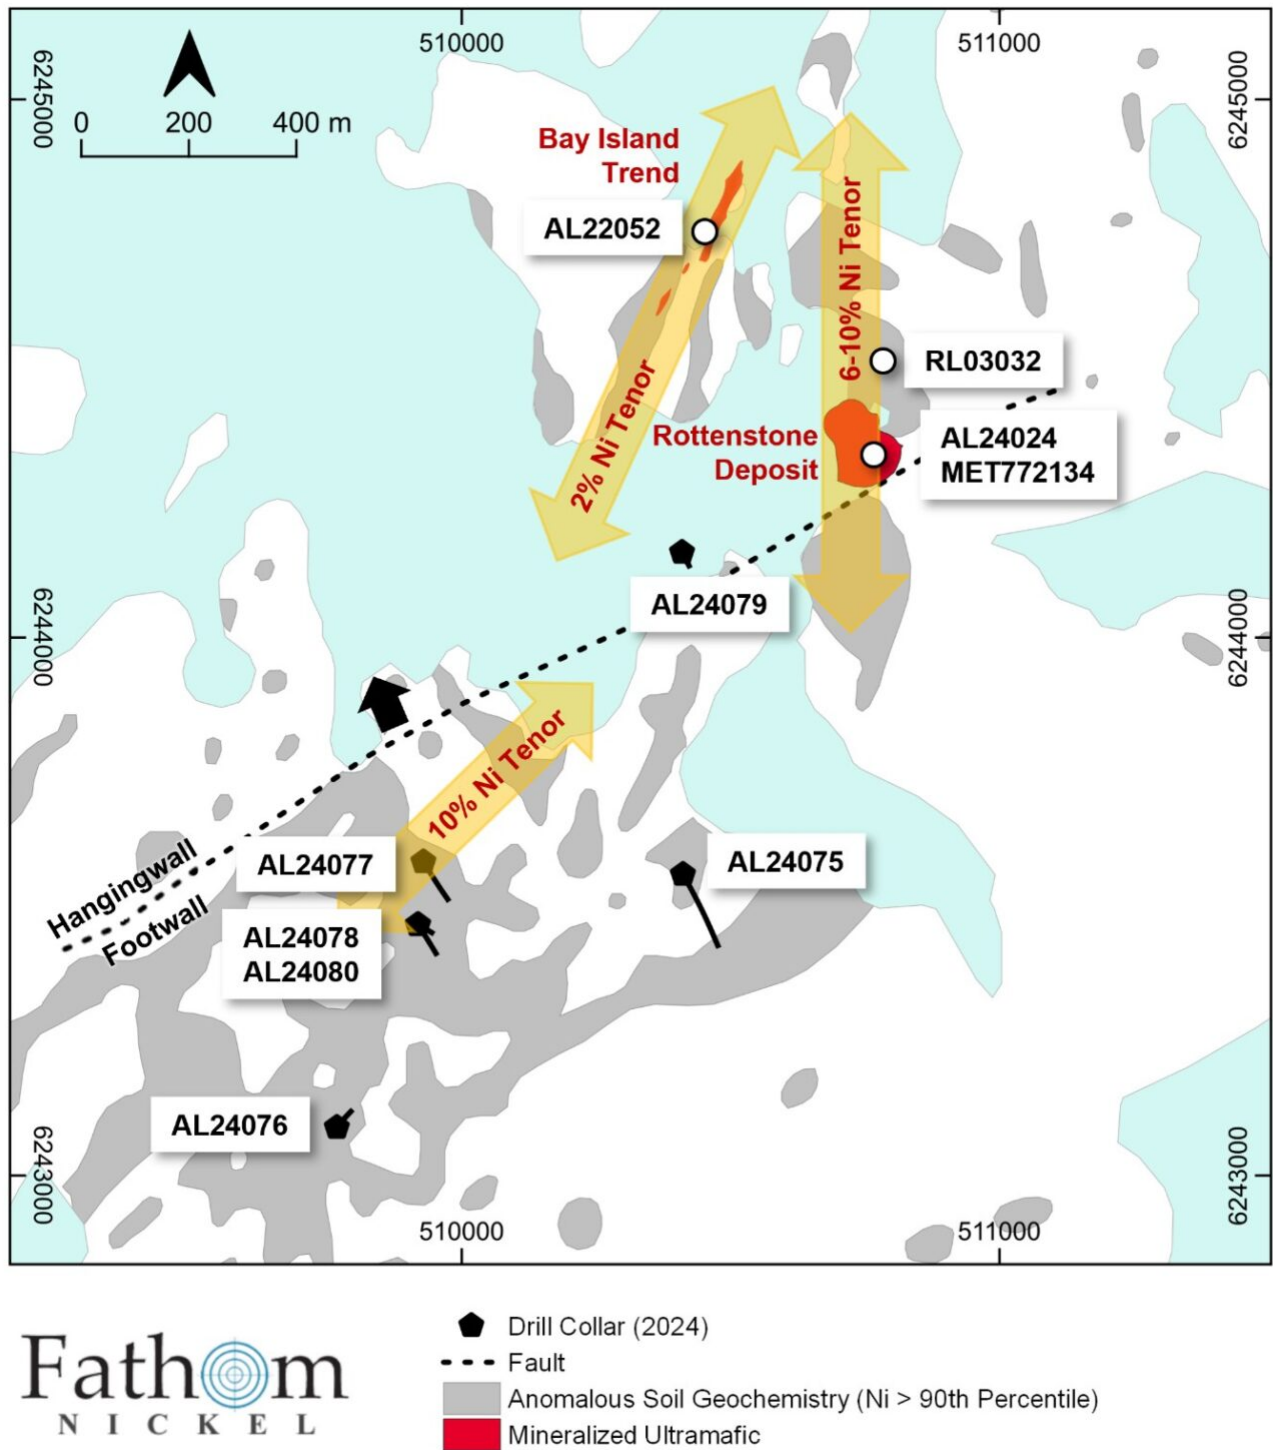 510000
511000
6245000
6245000
0 200 400 m
Bay Island
Trend
AL22052
6-10% Ni Tenor
RL03032
2% Ni Tenor
Rottenstone
Deposit
AL24024
MET772134
AL24079
6244000
6244000
10% Ni Tenor
Hangingwall
Footwall
AL24077
AL24075
AL24078
AL24080
AL24076
6243000
6243000
510000
511000
Fathom
NICKEL
Drill Collar (2024)
Fault
Anomalous Soil Geochemistry (Ni > 90th Percentile)
Mineralized Ultramafic